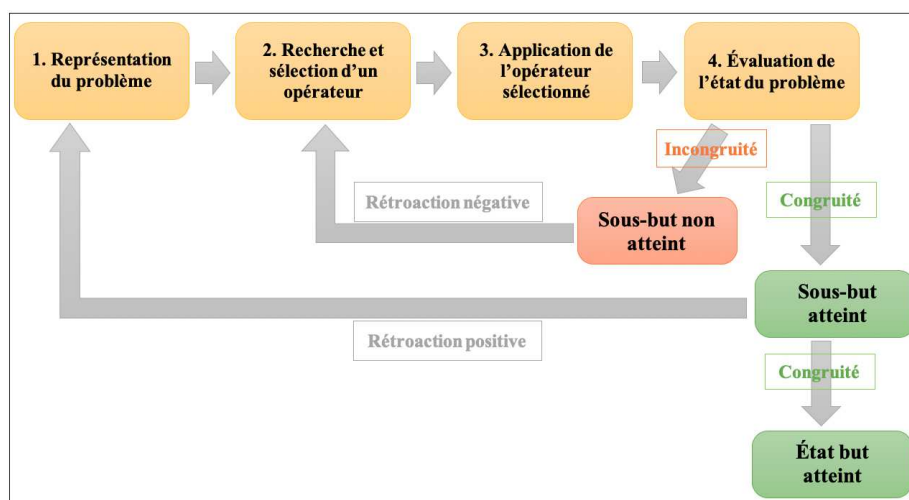 1. Représentation
du problème
2. Recherche et
sélection d'un
opérateur
3. Application de
l'opérateur
sélectionné
4. Évaluation de
l'état du problème
Incongruité
Congruité
Rétroaction négative
Sous-but non
atteint
Sous-but
atteint
Rétroaction positive
Congruité
État but
atteint